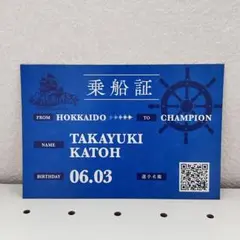 乗船証
FROM HOKKAIDO TO CHAMPION
NAME TAKAYUKI KATOH
BIRTHDAY 06.03